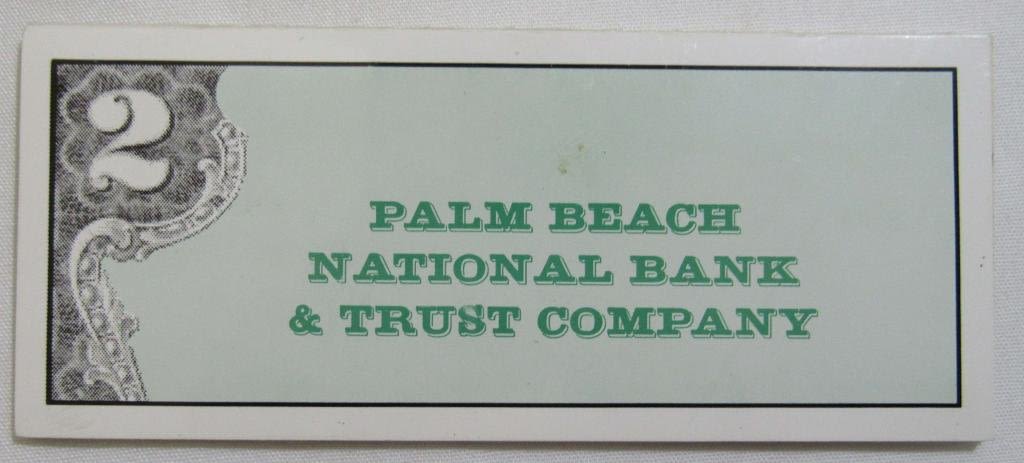 2
PALM BEACH
NATIONAL BANK
& TRUST COMPANY